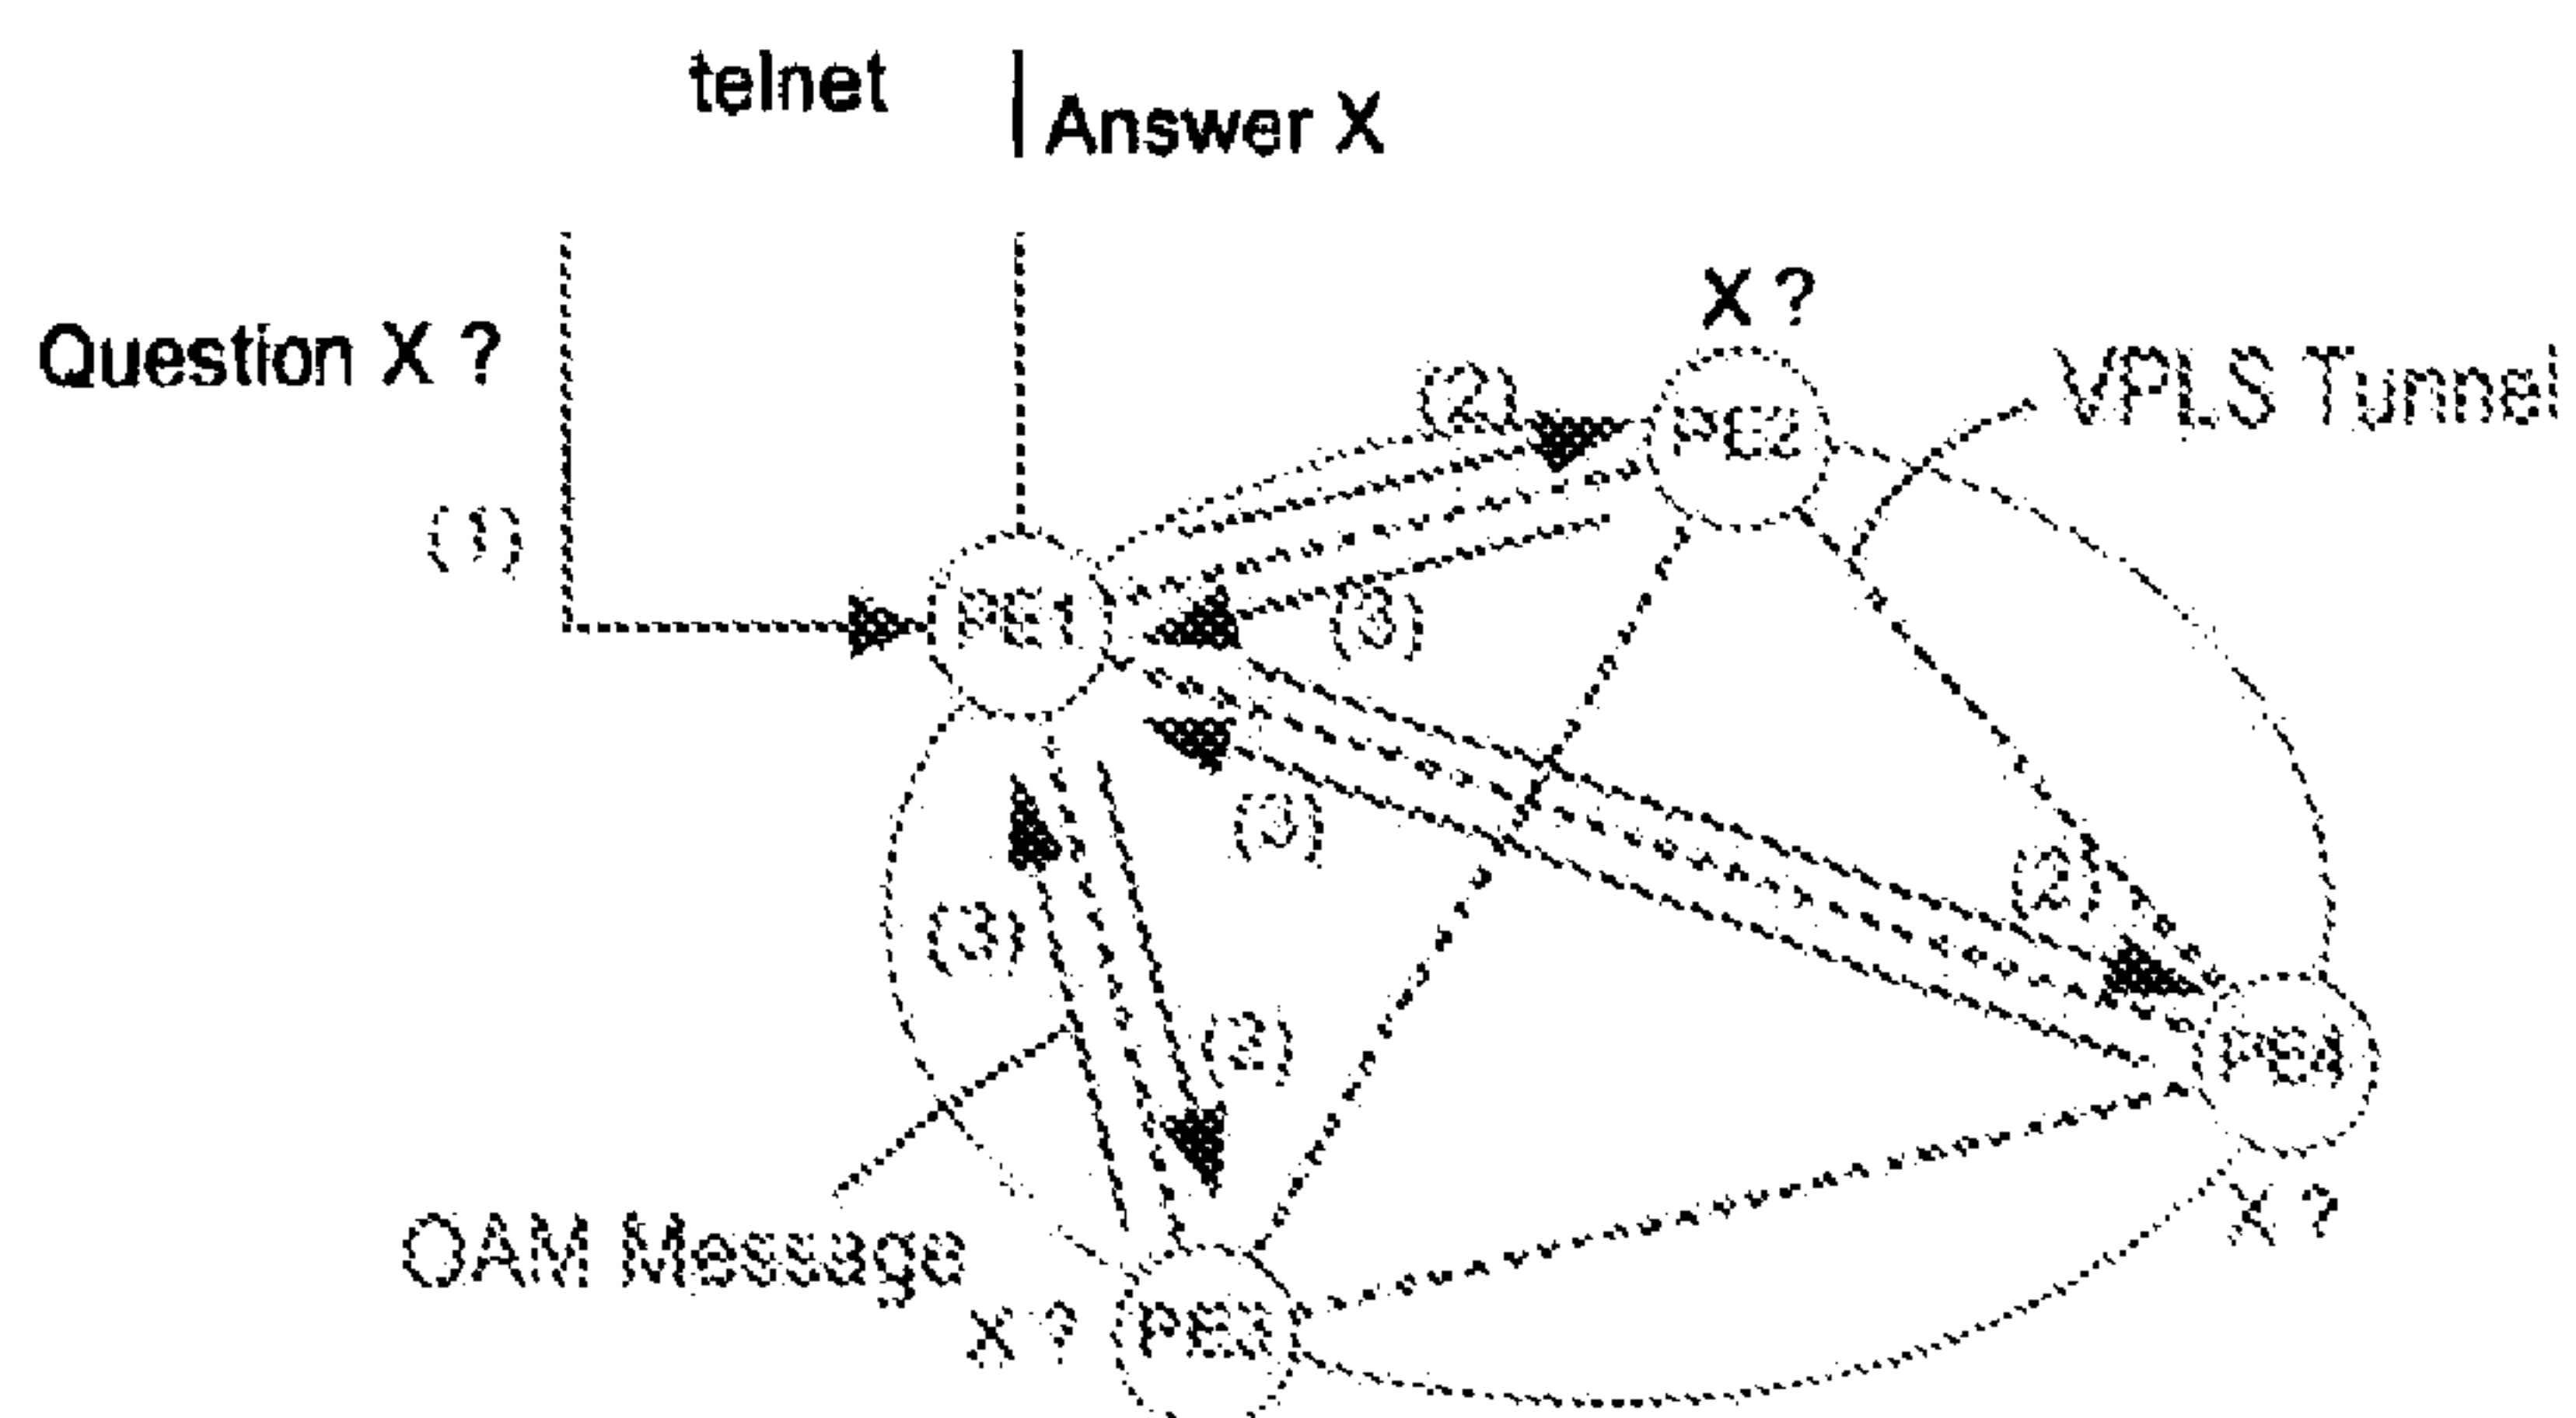 telnet
Answer X
Question X ?
X ?
(2)
PE2
VPLS Tunnel
(1)
PE1
(3)
(3)
(2)
(3)
(2)
PE4
OAM Message
X ?
X ?
PE3